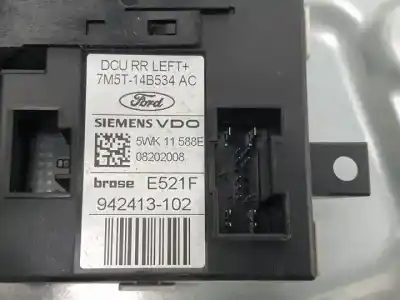 DCU RR LEFT+
7M5T-14B534 AC
Ford
SIEMENS VDO
5WK 11 588E
08202008
brose E521F
942413-102